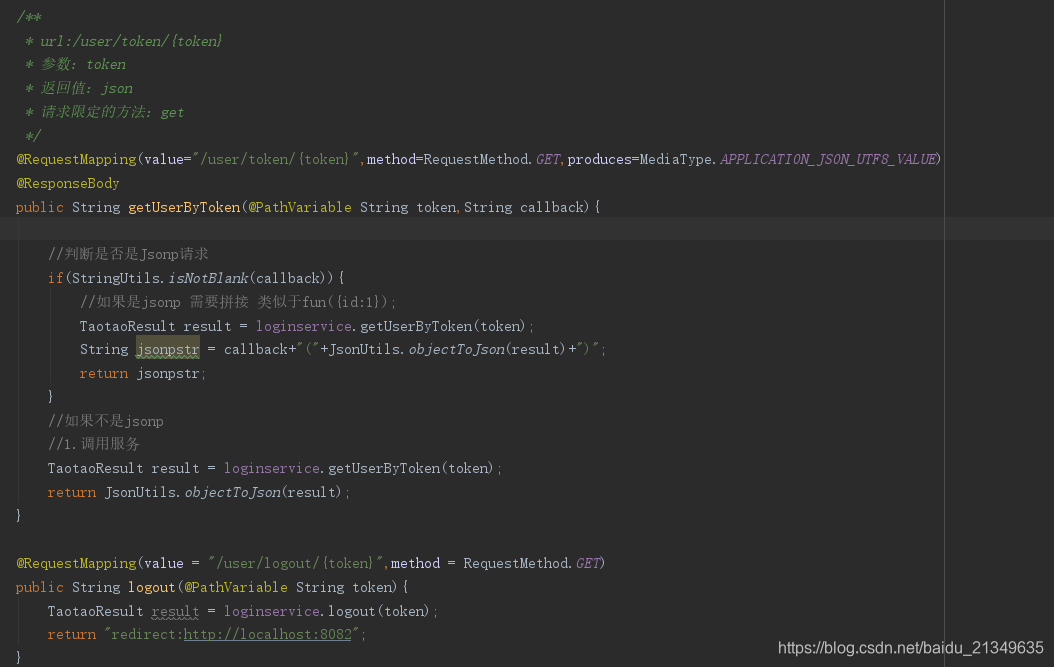 /**
* url:/user/token/{token}
* 参数: token
* 返回值: json
* 请求限定的方法: get
*/
@RequestMapping(value="/user/token/{token}",method=RequestMethod.GET,produces=MediaType.APPLICATION_JSON_UTF8_VALUE)
@ResponseBody
public String getUserByToken(@PathVariable String token,String callback){
//判断是否是Jsonp请求
if(StringUtils.isNotBlank(callback)){
//如果是jsonp 需要拼接 类似于fun({id:1});
TaotaoResult result = loginservice.getUserByToken(token);
String jsonpstr = callback+"("+JsonUtils.objectToJson(result)+")";
return jsonpstr;
}
//如果不是jsonp
//1.调用服务
TaotaoResult result = loginservice.getUserByToken(token);
return JsonUtils.objectToJson(result);
}
@RequestMapping(value = "/user/logout/{token}",method = RequestMethod.GET)
public String logout(@PathVariable String token){
TaotaoResult result = loginservice.logout(token);
return "redirect:http://localhost:8082";
}
https://blog.csdn.net/baidu_21349635